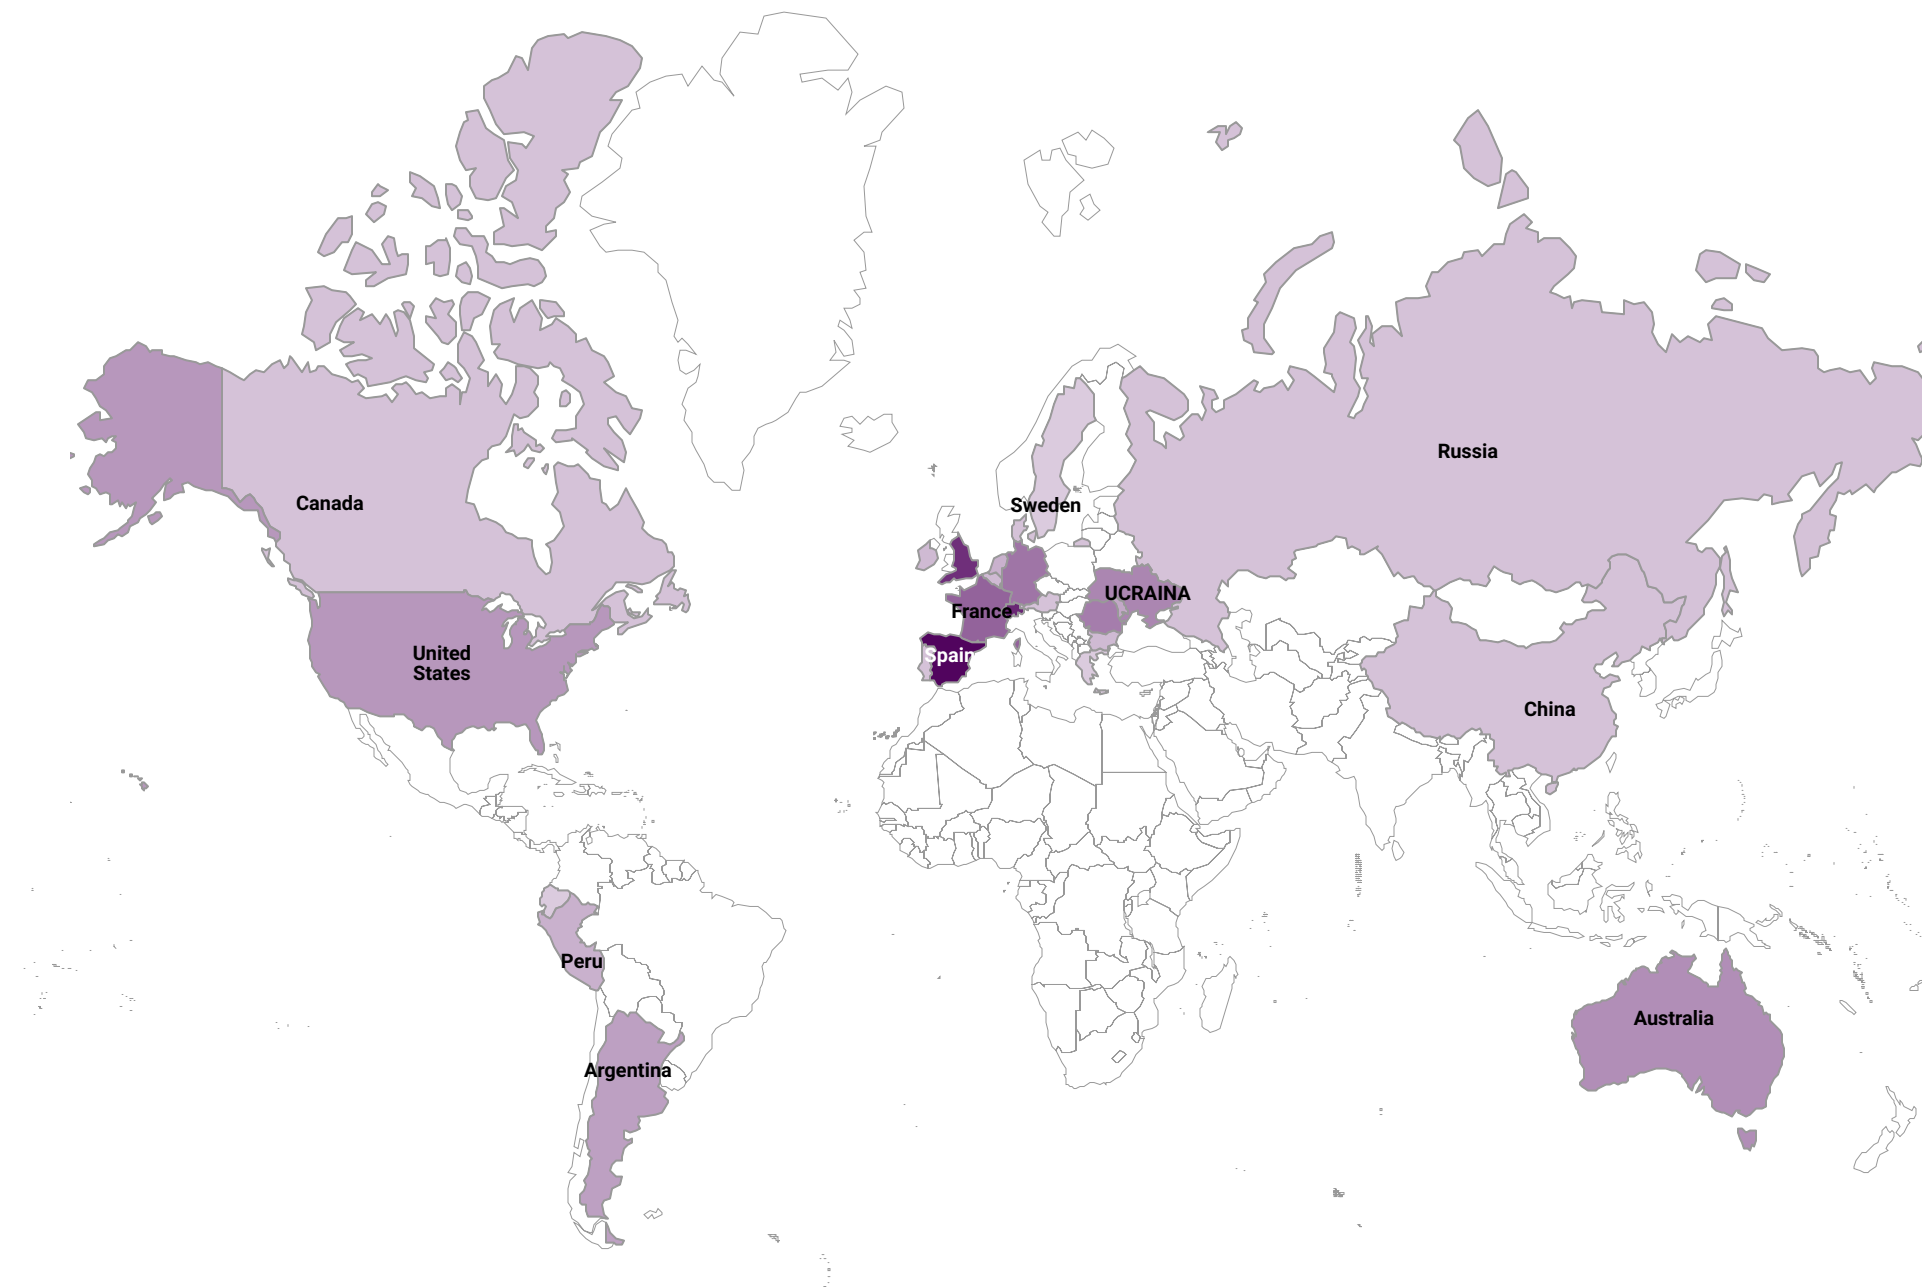 Russia
Canada
Sweden
UCRAINA
France
United
States
Spain
China
Peru
Australia
Argentina